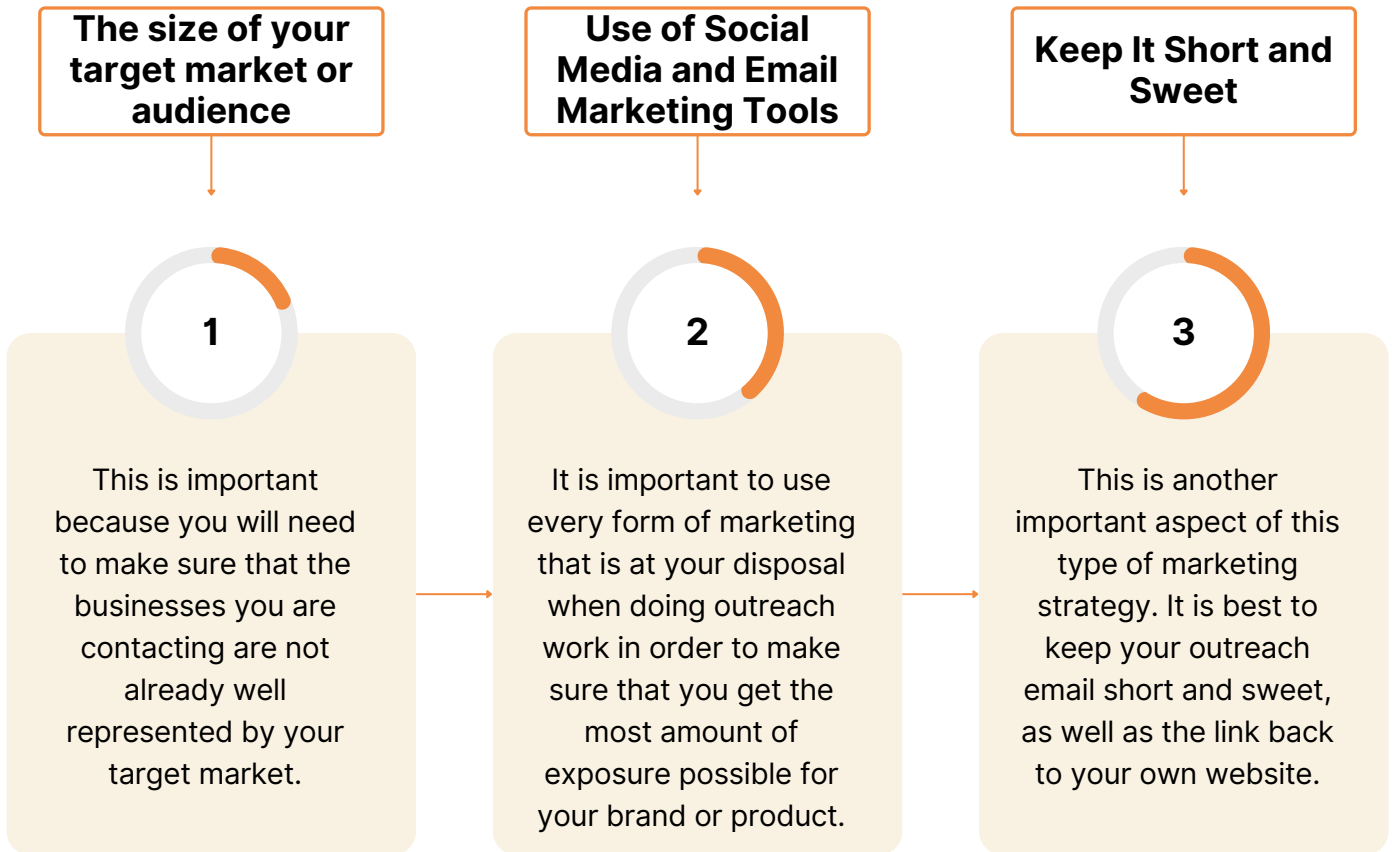 The size of your
target market or
audience
Use of Social
Media and Email
Marketing Tools
Keep It Short and
Sweet
1
2
3
This is important
because you will need
to make sure that the
businesses you are
contacting are not
already well
represented by your
target market.
It is important to use
every form of marketing
that is at your disposal
when doing outreach
work in order to make
sure that you get the
most amount of
exposure possible for
your brand or product.
This is another
important aspect of this
type of marketing
strategy. It is best to
keep your outreach
email short and sweet,
as well as the link back
to your own website.